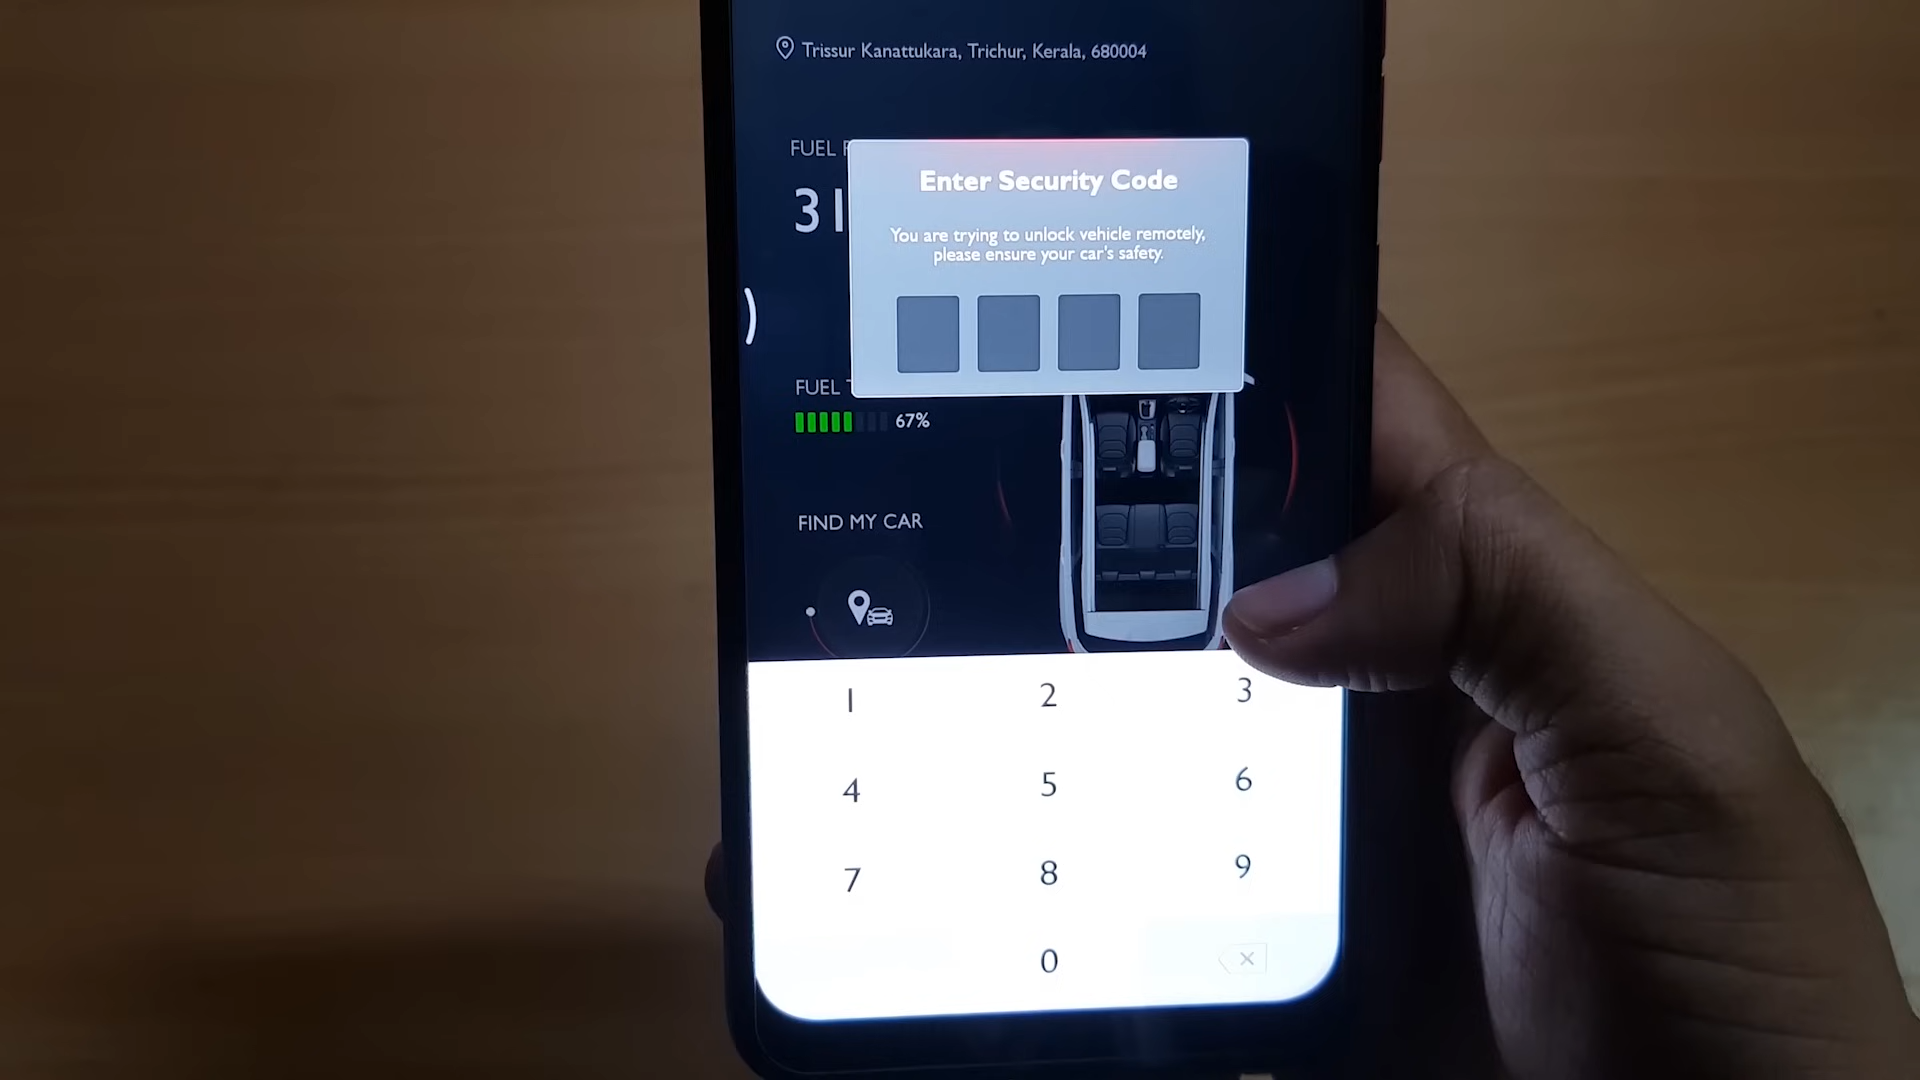 Trissur Kanattukara, Trichur, Kerala, 680004
FUEL
31
Enter Security Code
You are trying to unlock vehicle remotely,
please ensure your car's safety.
FUEL
67%
FIND MY CAR
1 2 3
4 5 6
7 8 9
0